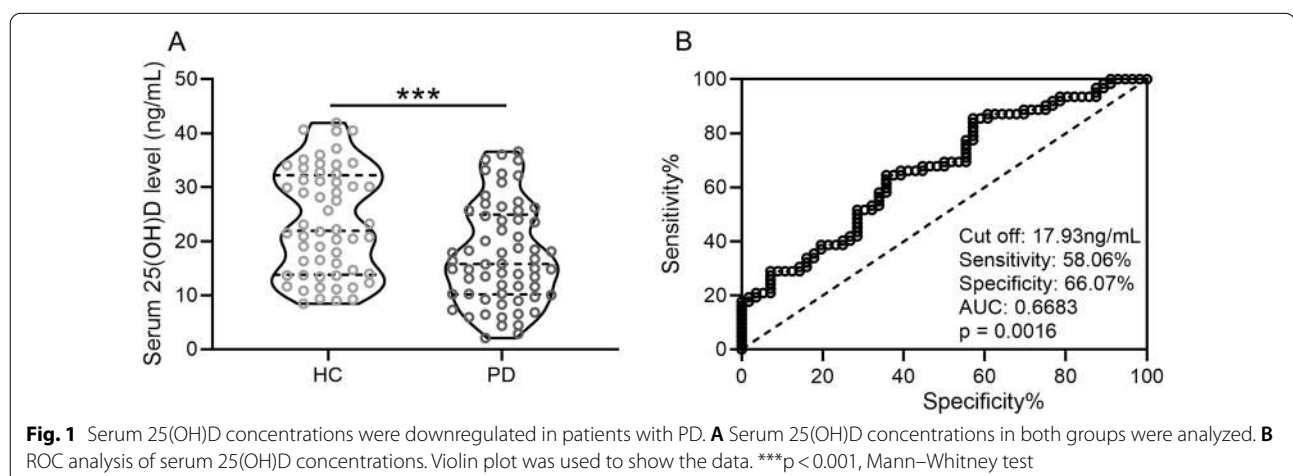 A
Serum 25(OH)D level (ng/mL)
50
40
30
20
10
0
***
HC
PD
B
Sensitivity%
100
80
60
40
20
0
Cut off: 17.93ng/mL
Sensitivity: 58.06%
Specificity: 66.07%
AUC: 0.6683
p = 0.0016
0
20
40
60
80
100
Specificity%
Fig. 1 Serum 25(OH)D concentrations were downregulated in patients with PD. A Serum 25(OH)D concentrations in both groups were analyzed. B
ROC analysis of serum 25(OH)D concentrations. Violin plot was used to show the data. ***p < 0.001, Mann–Whitney test